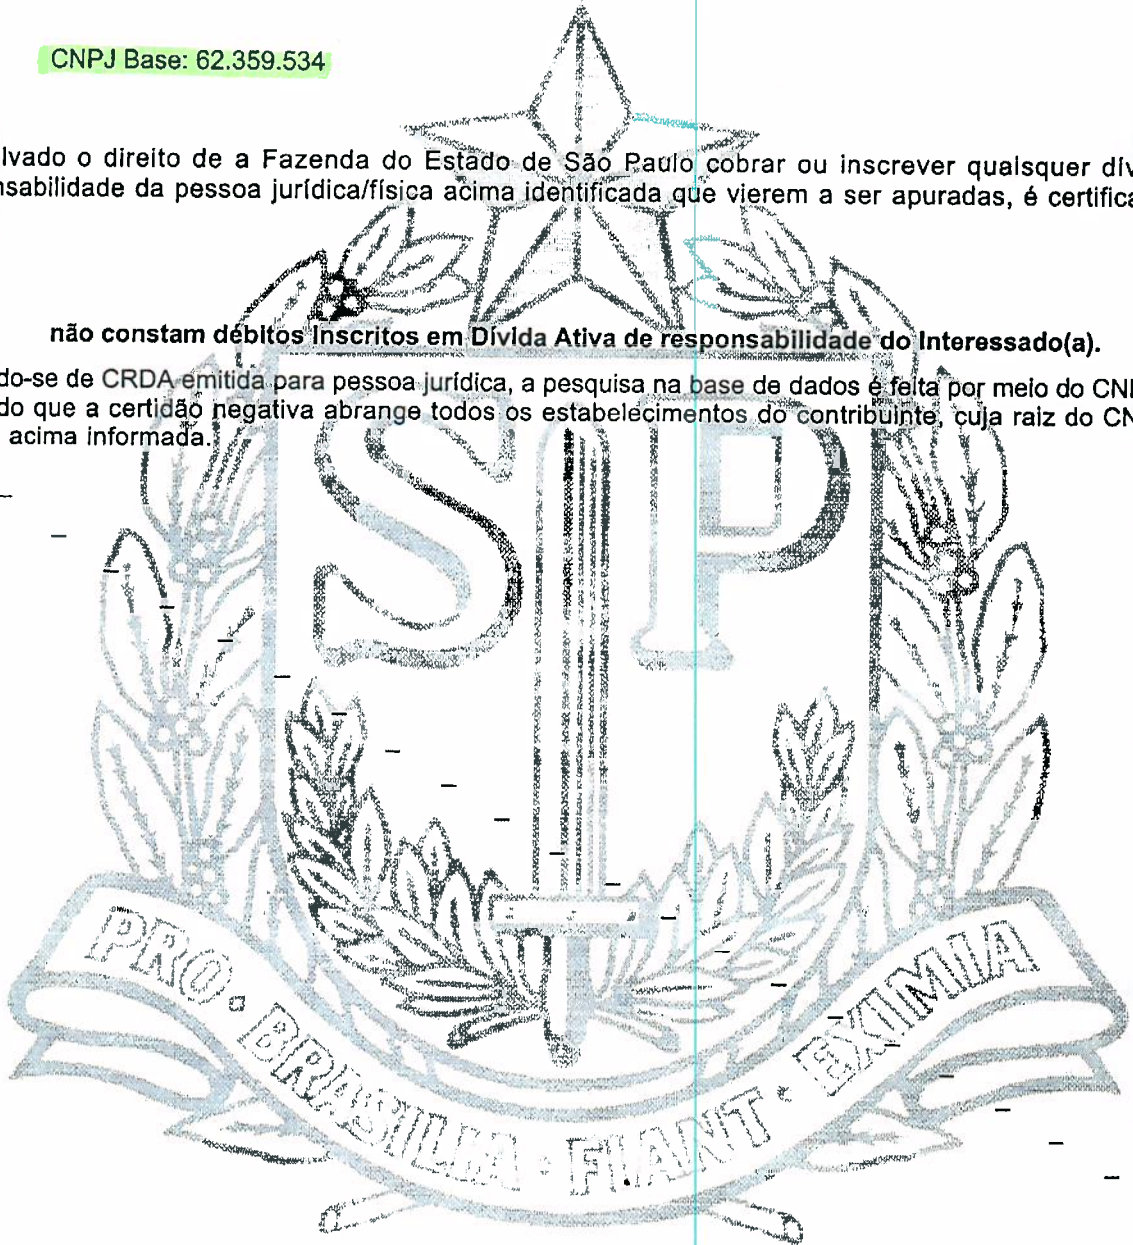 CNPJ Base: 62.359.534
lvado o direito de a Fazenda do Estado de São Paulo cobrar ou inscrever quaisquer dív
nsabilidade da pessoa jurídica/física acima identificada que vierem a ser apuradas, é certifica
não constam débitos Inscritos em Dívida Ativa de responsabilidade do Interessado(a).
do-se de CRDA emitida para pessoa jurídica, a pesquisa na base de dados é feita por meio do CN
do que a certidão negativa abrange todos os estabelecimentos do contribuinte, cuja raiz do CN
acima informada.
SP
PRO · BRASILIA · FIANT · EXIMIA